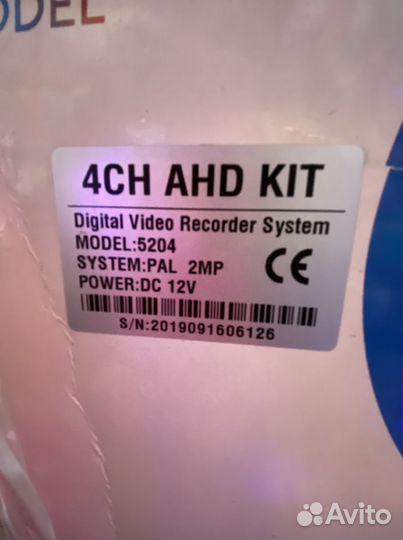 ODEL
4CH AHD KIT
Digital Video Recorder System
MODEL:5204
SYSTEM:PAL 2MP
POWER:DC 12V
CE
S/N:2019091606126
Avito